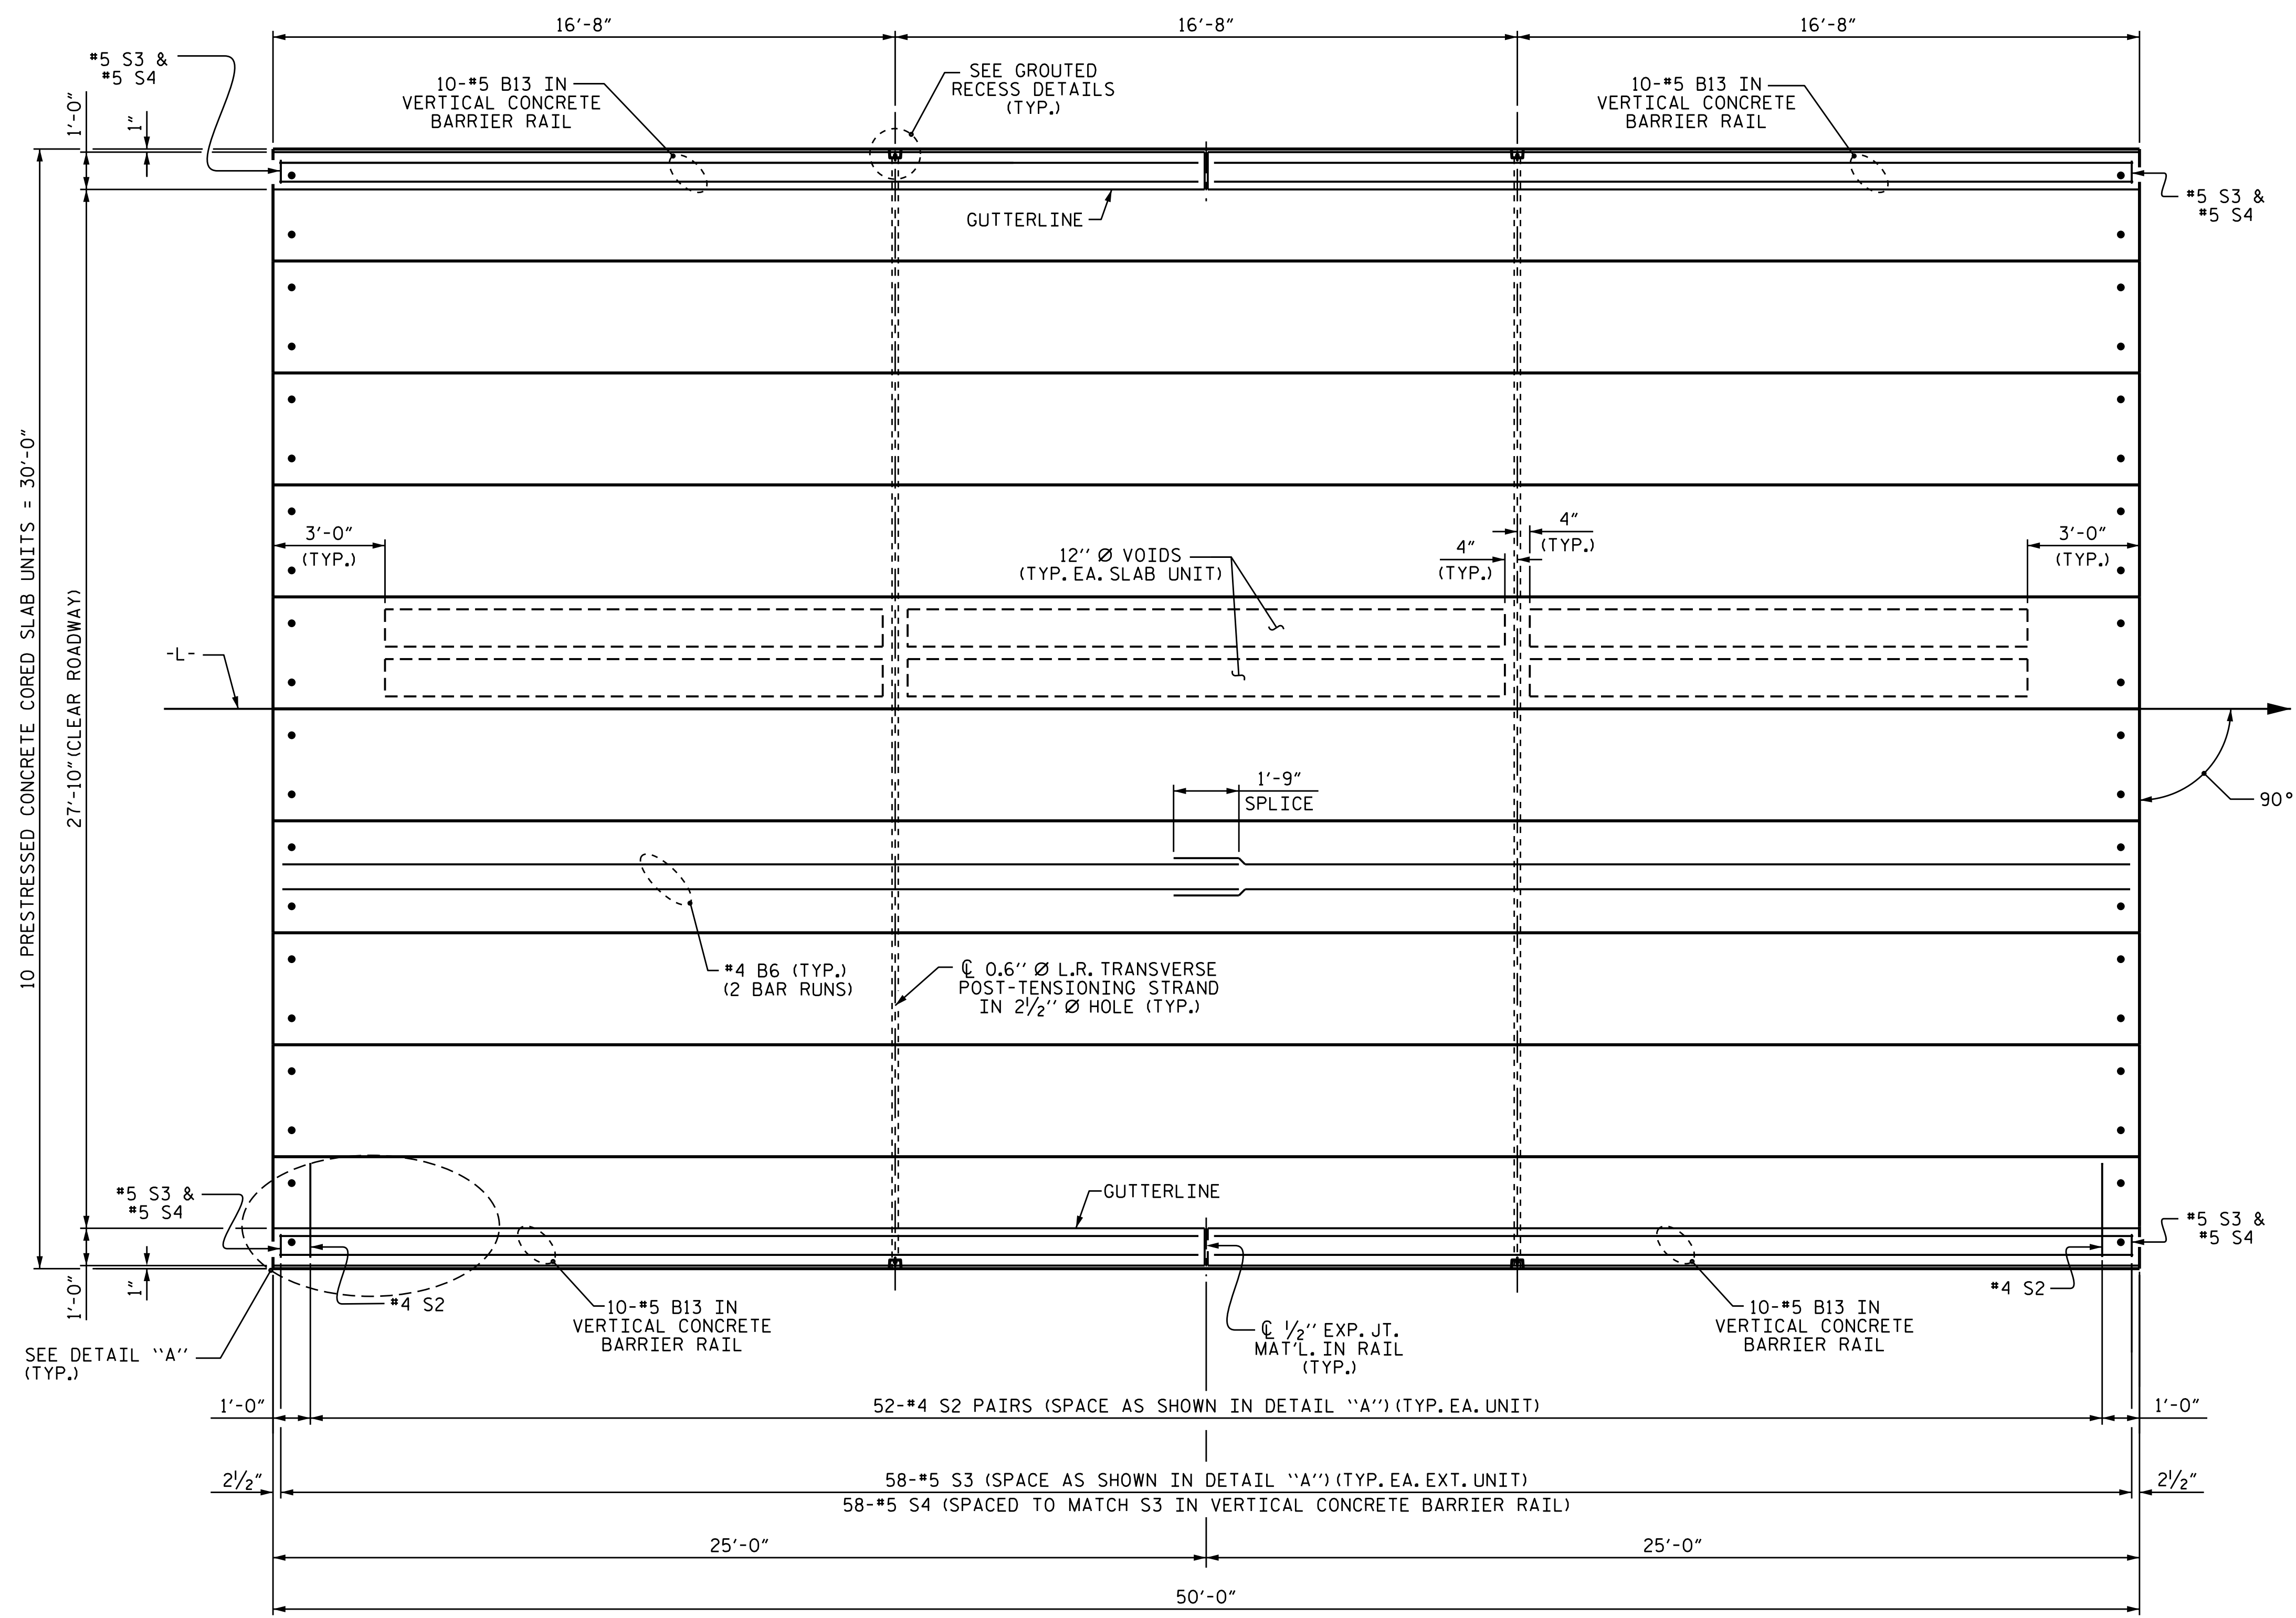 16'-8"
16'-8"
16'-8"
#5 S3 &
#5 S4
10-#5 B13 IN
VERTICAL CONCRETE
BARRIER RAIL
SEE GROUTED
RECESS DETAILS
(TYP.)
10-#5 B13 IN
VERTICAL CONCRETE
BARRIER RAIL
1'-0"
1"
#5 S3 &
#5 S4
GUTTERLINE
10 PRESTRESSED CONCRETE CORED SLAB UNITS = 30'-0"
27'-10"(CLEAR ROADWAY)
3'-0"
(TYP.)
12'' Ø VOIDS
(TYP. EA. SLAB UNIT)
4"
(TYP.)
4"
(TYP.)
3'-0"
(TYP.)
-L-
90°
1'-9"
SPLICE
#4 B6 (TYP.)
(2 BAR RUNS)
℄ 0.6'' Ø L.R. TRANSVERSE
POST-TENSIONING STRAND
IN 2½'' Ø HOLE (TYP.)
#5 S3 &
#5 S4
GUTTERLINE
#5 S3 &
#5 S4
1'-0"
1"
#4 S2
10-#5 B13 IN
VERTICAL CONCRETE
BARRIER RAIL
℄ ½'' EXP. JT.
MAT'L. IN RAIL
(TYP.)
10-#5 B13 IN
VERTICAL CONCRETE
BARRIER RAIL
#4 S2
SEE DETAIL "A"
(TYP.)
1'-0"
52-#4 S2 PAIRS (SPACE AS SHOWN IN DETAIL "A")(TYP. EA. UNIT)
1'-0"
2½"
58-#5 S3 (SPACE AS SHOWN IN DETAIL "A")(TYP. EA. EXT. UNIT)
2½"
58-#5 S4 (SPACED TO MATCH S3 IN VERTICAL CONCRETE BARRIER RAIL)
25'-0"
25'-0"
50'-0"